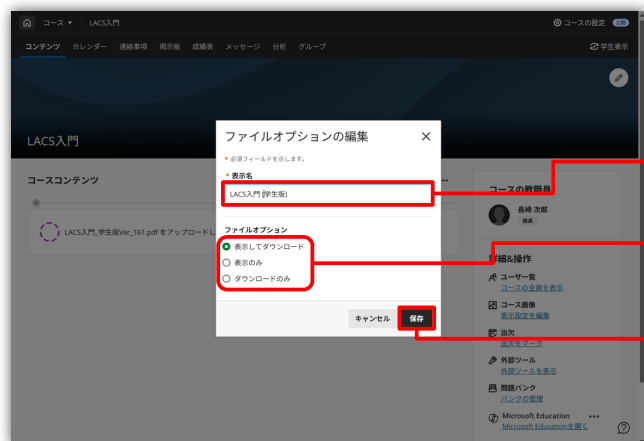 コース ▼ LACS入門 コースの設定 公開
コンテンツ カレンダー 連絡事項 掲示板 成績表 メッセージ 分析 グループ 学生表示
LACS入門
コースコンテンツ
LACS入門_学生版Ver_161.pdf をアップロードし
ファイルオプションの編集
* 必須フィールドを示します。
* 表示名
LACS入門 (学生版)
ファイルオプション
表示してダウンロード
表示のみ
ダウンロードのみ
キャンセル 保存
コースの教職員
長崎 次郎
教員
詳細&操作
ユーザ一覧
コースの全員を表示
コース画像
表示設定を編集
出欠
出欠をマーク
外部ツール
外部ツールを表示
問題バンク
バンクの管理
Microsoft Education
Microsoft Educationを開く